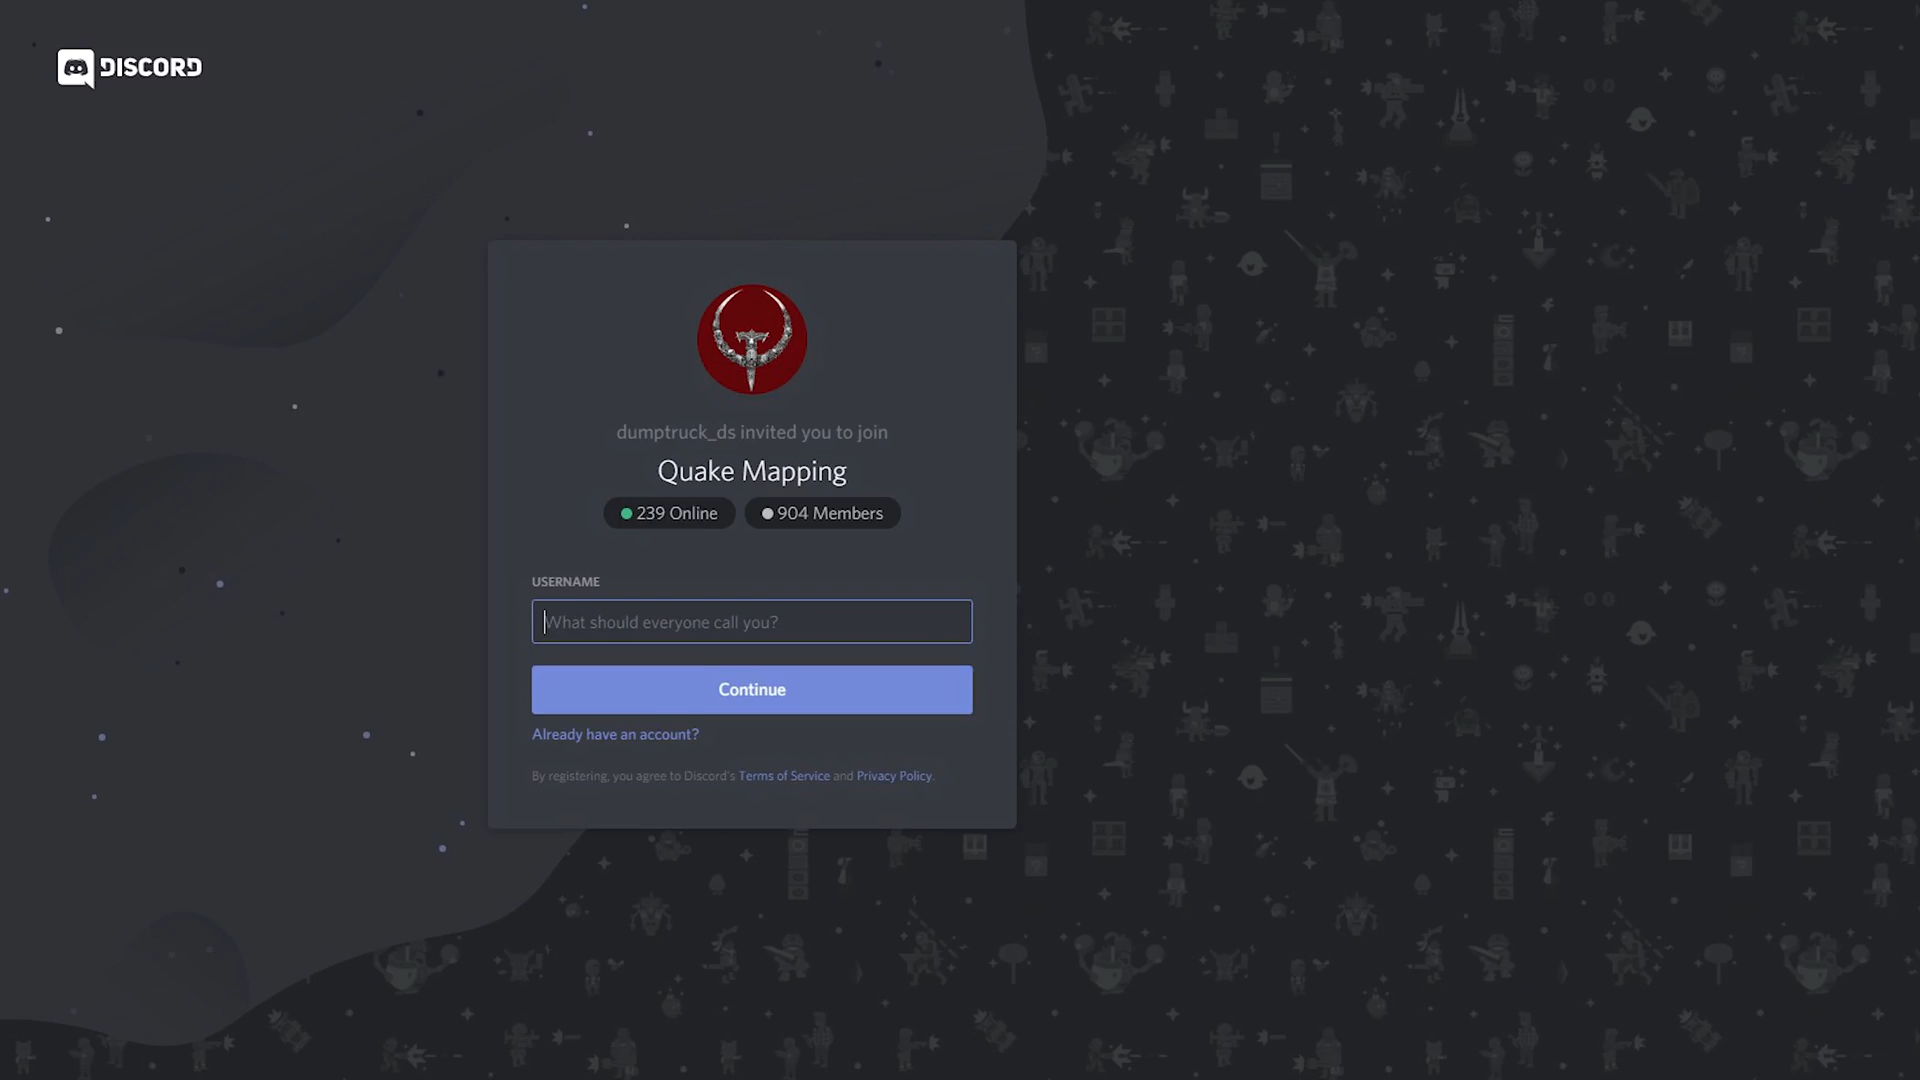 DISCORD
dumptruck_ds invited you to join
Quake Mapping
239 Online
904 Members
USERNAME
What should everyone call you?
Continue
Already have an account?
By registering, you agree to Discord's Terms of Service and Privacy Policy.